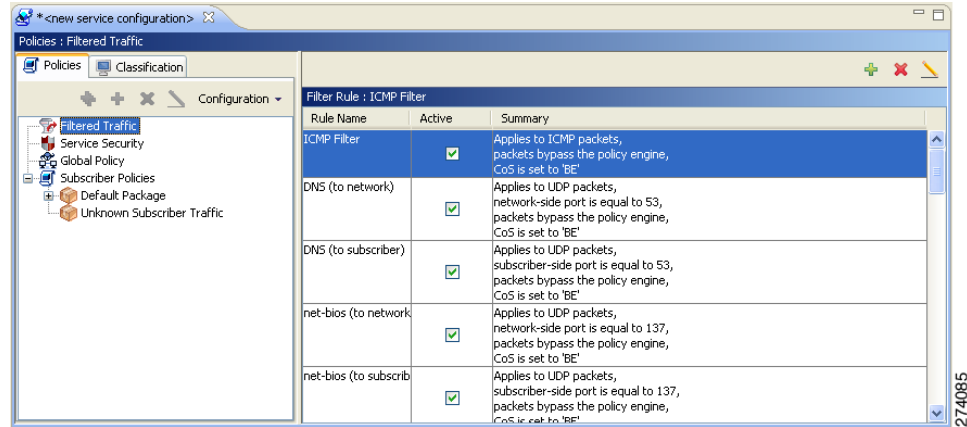 *<new service configuration>
Policies : Filtered Traffic
Policies
Classification
Configuration
Filtered Traffic
Service Security
Global Policy
Subscriber Policies
Default Package
Unknown Subscriber Traffic
Filter Rule : ICMP Filter
Rule Name Active Summary
ICMP Filter
Applies to ICMP packets,
packets bypass the policy engine,
CoS is set to 'BE'
DNS (to network)
Applies to UDP packets,
network-side port is equal to 53,
packets bypass the policy engine,
CoS is set to 'BE'
DNS (to subscriber)
Applies to UDP packets,
subscriber-side port is equal to 53,
packets bypass the policy engine,
CoS is set to 'BE'
net-bios (to network
Applies to UDP packets,
network-side port is equal to 137,
packets bypass the policy engine,
CoS is set to 'BE'
net-bios (to subscrib
Applies to UDP packets,
subscriber-side port is equal to 137,
packets bypass the policy engine,
CoS is set to 'BE'
274085